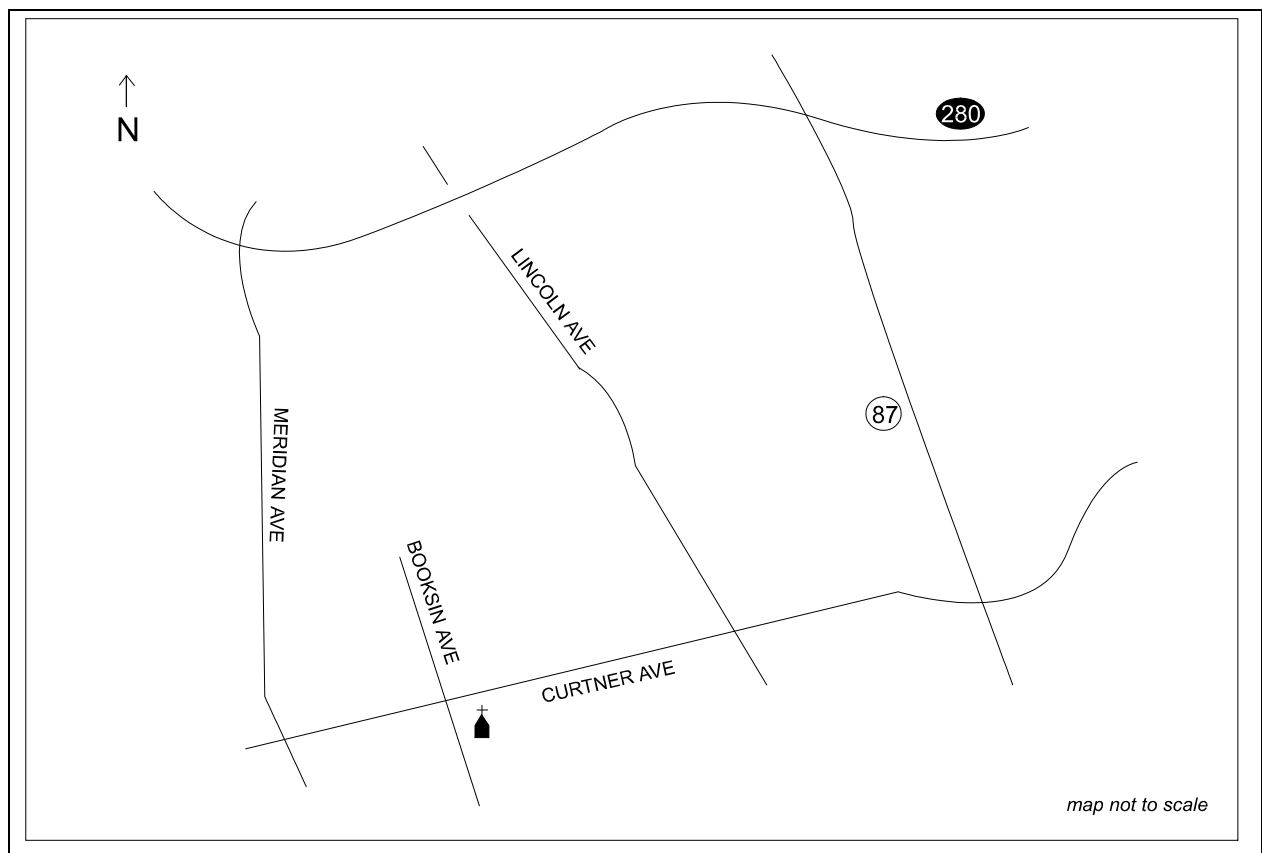 280
N
LINCOLN AVE
87
MERIDIAN AVE
BOOKSIN AVE
CURTNER AVE
map not to scale